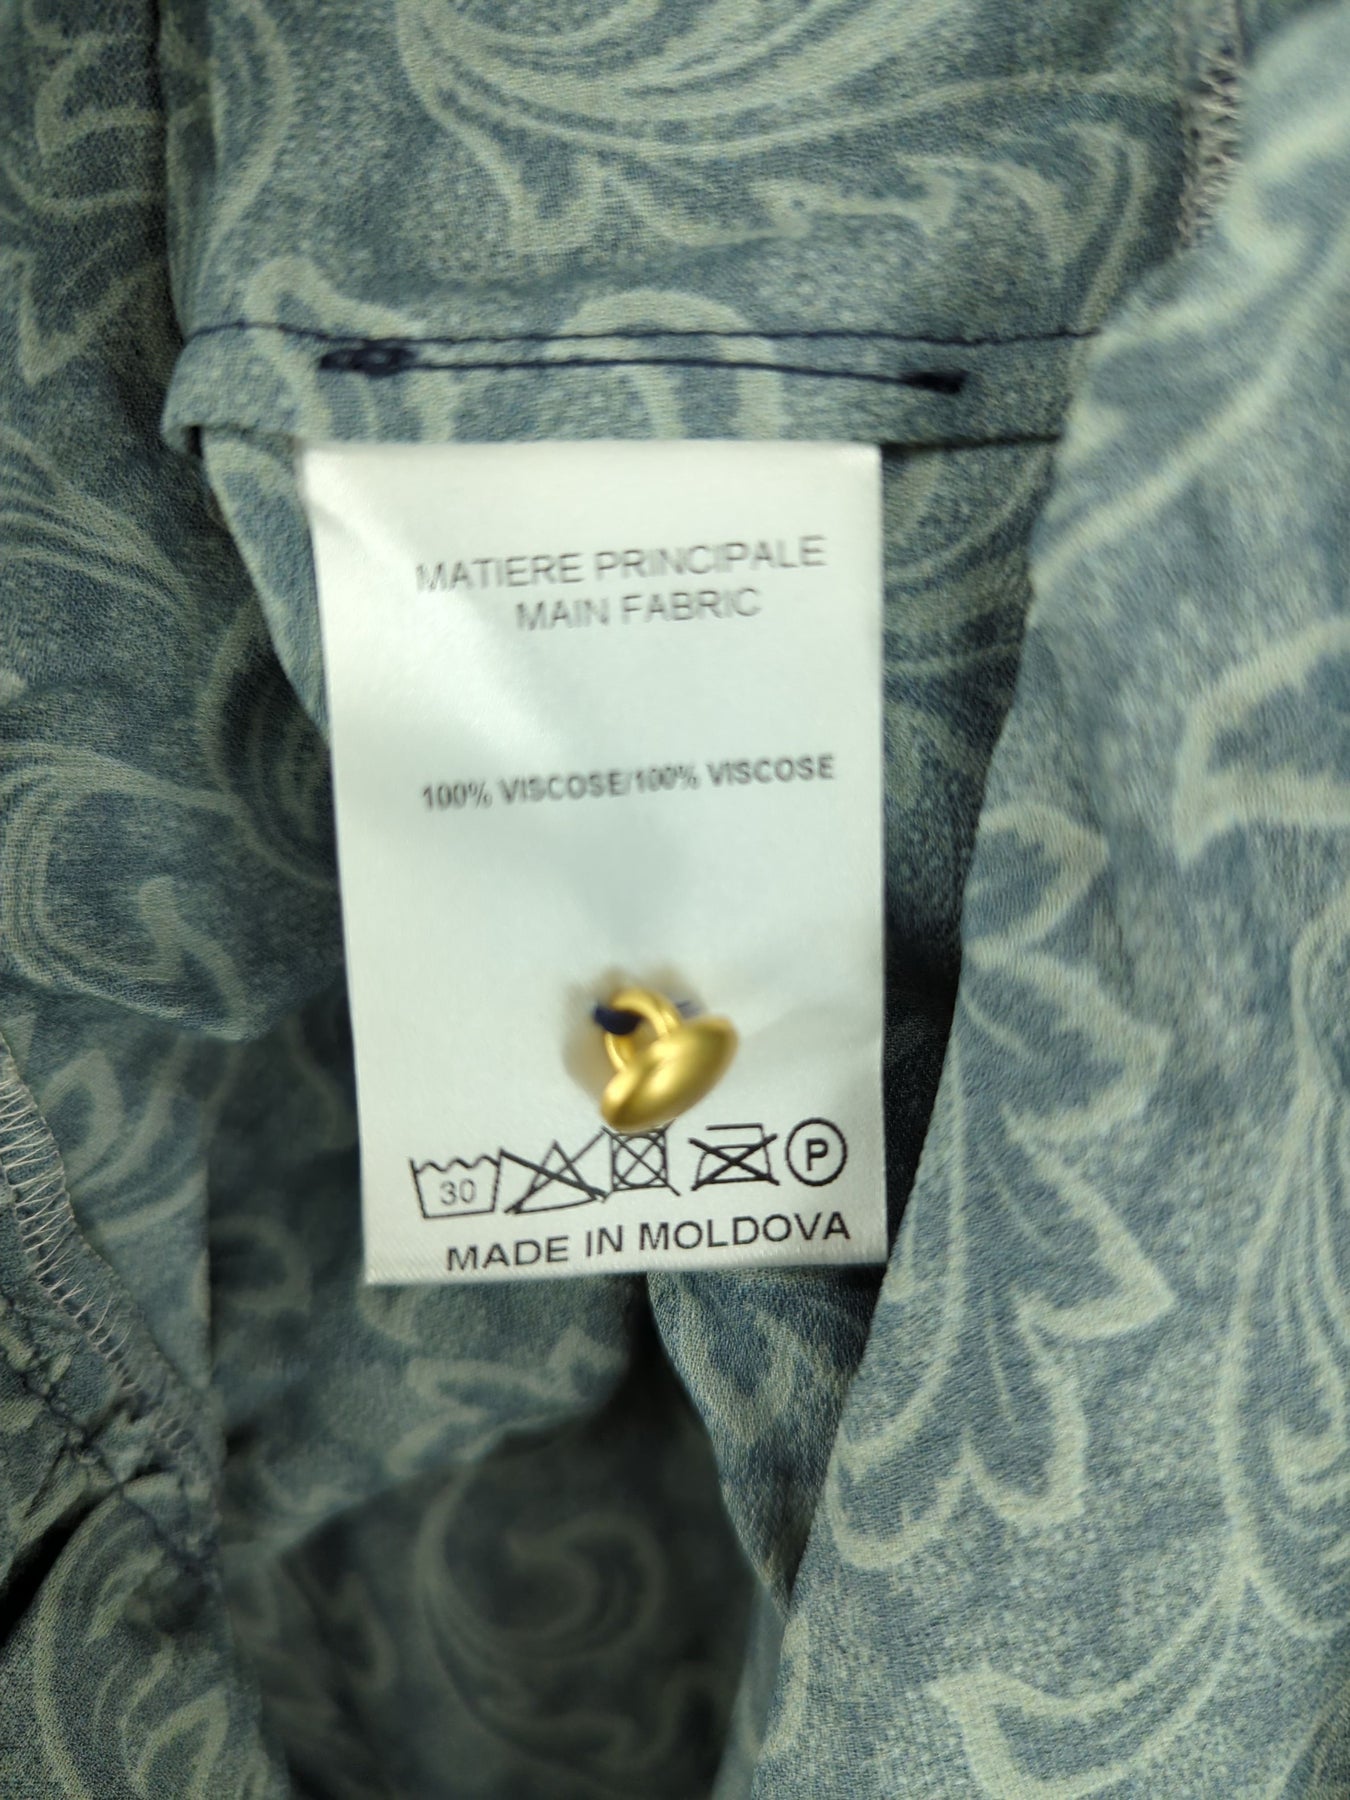 MATIERE PRINCIPALE
MAIN FABRIC
100% VISCOSE/100% VISCOSE
30 P
MADE IN MOLDOVA